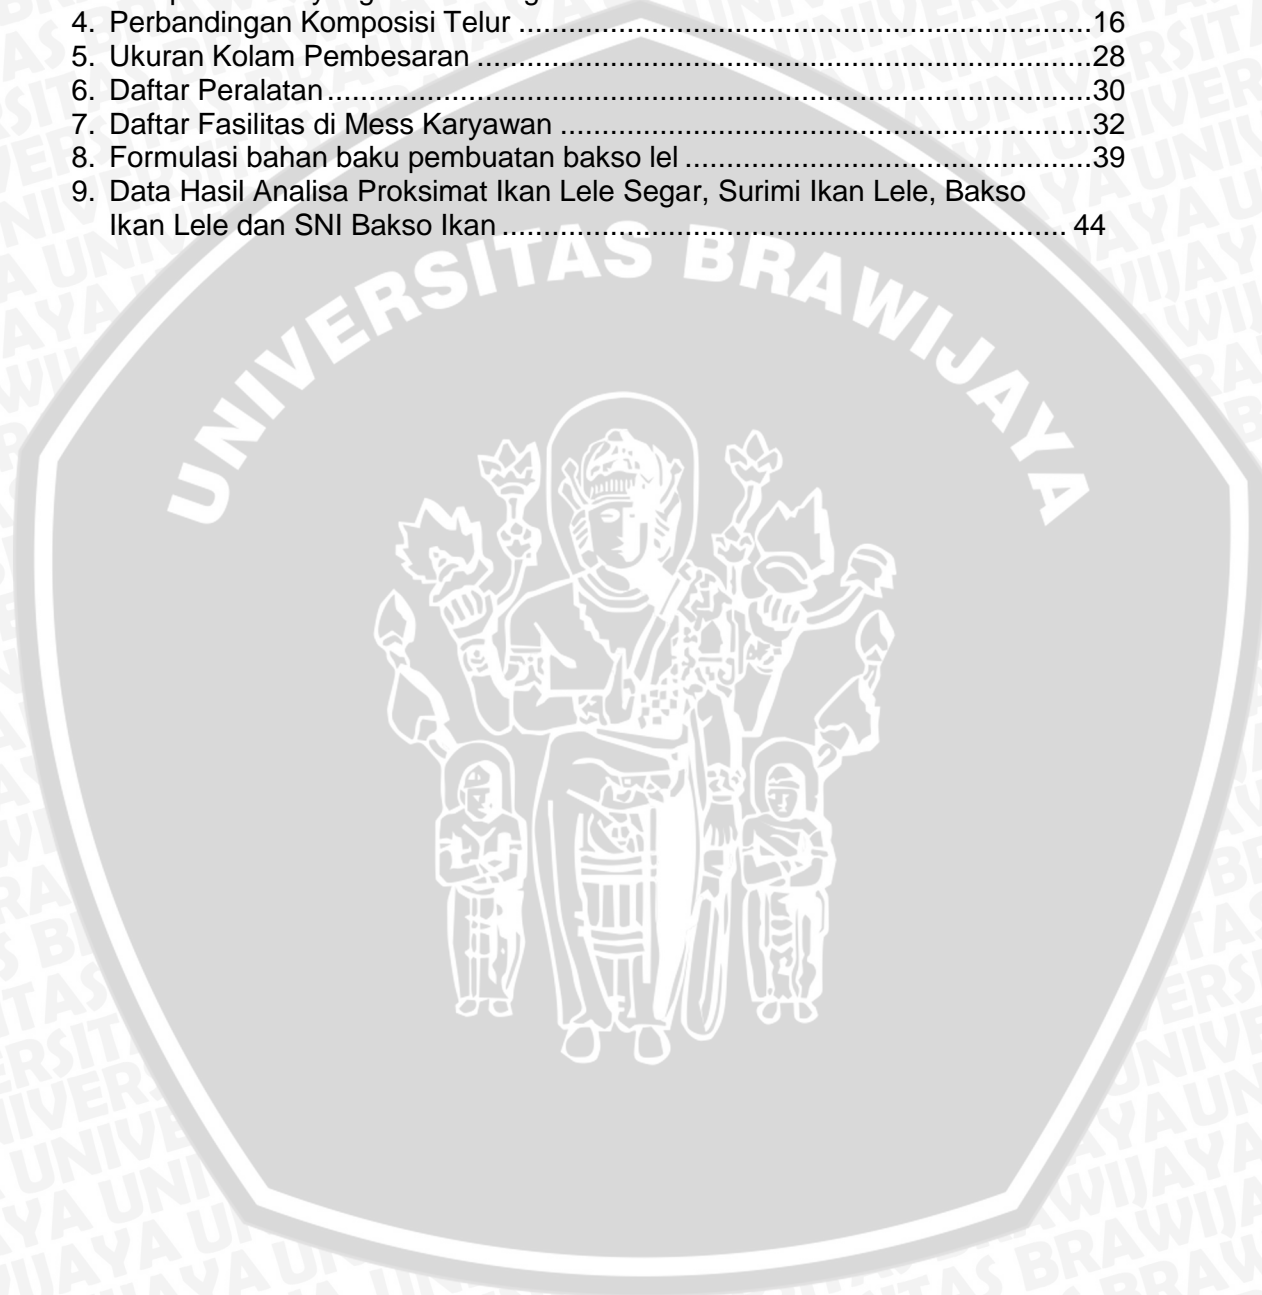 4. Perbandingan Komposisi Telur ....................................................................16
5. Ukuran Kolam Pembesaran .........................................................................28
6. Daftar Peralatan ...........................................................................................30
7. Daftar Fasilitas di Mess Karyawan ...............................................................32
8. Formulasi bahan baku pembuatan bakso lel ................................................39
9. Data Hasil Analisa Proksimat Ikan Lele Segar, Surimi Ikan Lele, Bakso
Ikan Lele dan SNI Bakso Ikan ................................................................... 44
UNIVERSITAS BRAWIJAYA